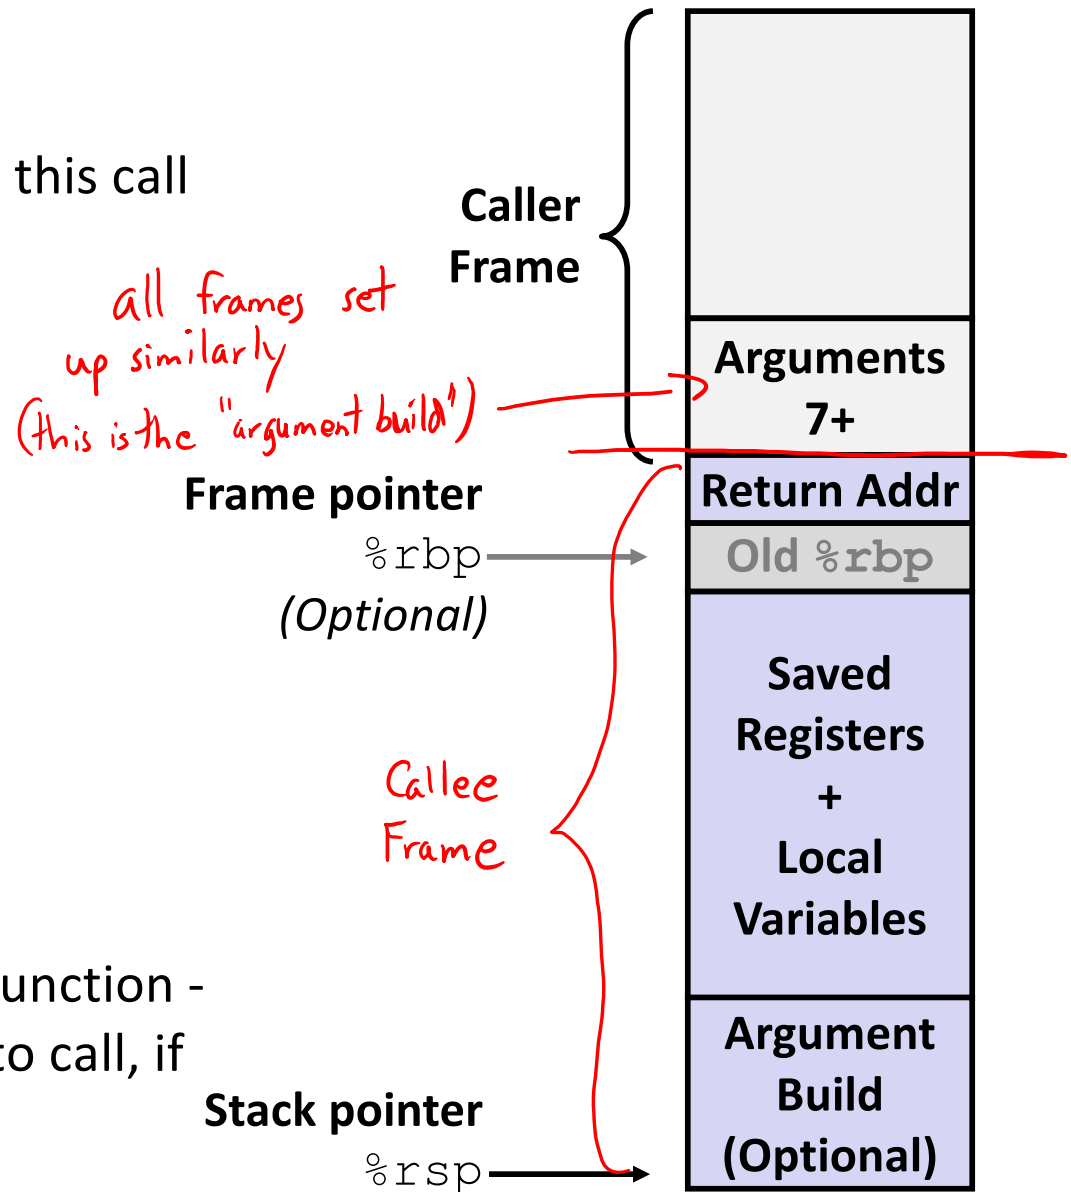 this call
Caller
Frame
all frames set
up similarly
(this is the "argument build")
Arguments
7+
Frame pointer
%rbp
(Optional)
Return Addr
Old %rbp
Saved
Registers
+
Local
Variables
Callee
Frame
unction -
to call, if
Stack pointer
%rsp
Argument
Build
(Optional)